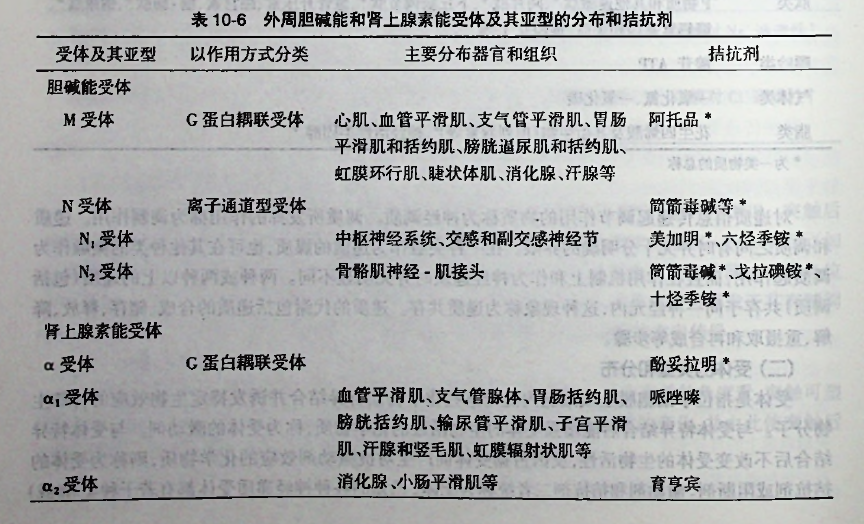 表 10-6 外周胆碱能和肾上腺素能受体及其亚型的分布和拮抗剂
受体及其亚型 以作用方式分类 主要分布器官和组织 拮抗剂
胆碱能受体
M 受体 G 蛋白耦联受体 心肌、血管平滑肌、支气管平滑肌、胃肠 阿托品 *
平滑肌和括约肌、膀胱逼尿肌和括约肌、
虹膜环行肌、睫状体肌、消化腺、汗腺等
N 受体 离子通道型受体 筒箭毒碱等 *
N₁ 受体 中枢神经系统、交感和副交感神经节 美加明 *、六烃季铵 *
N₂ 受体 骨骼肌神经 - 肌接头 筒箭毒碱 *、戈拉碘铵 *、
十烃季铵 *
肾上腺素能受体
α 受体 G 蛋白耦联受体 酚妥拉明 *
α₁ 受体 血管平滑肌、支气管腺体、胃肠括约肌、 哌唑嗪
膀胱括约肌、输尿管平滑肌、子宫平滑
肌、汗腺和竖毛肌、虹膜辐射状肌等
α₂ 受体 消化腺、小肠平滑肌等 育亨宾